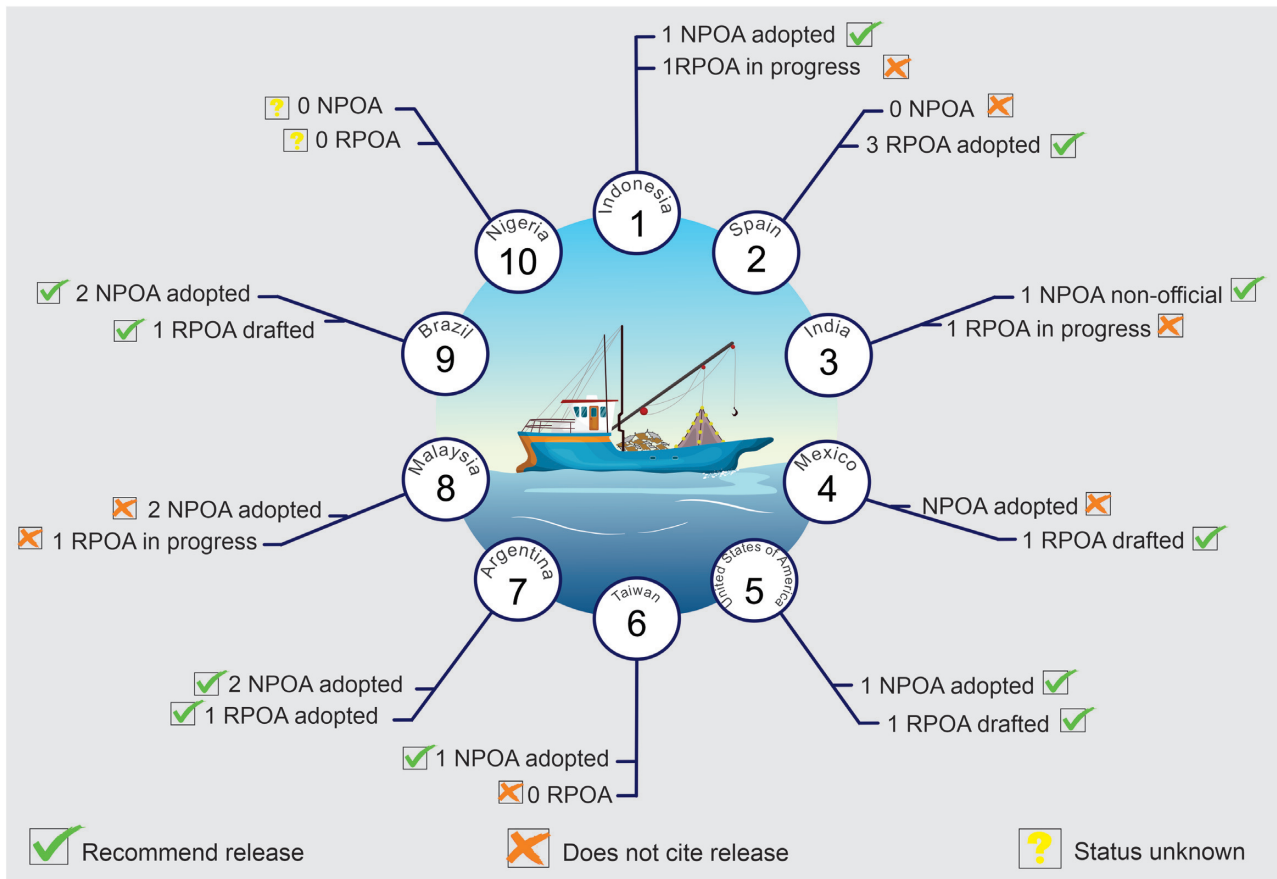 1 NPOA adopted
1RPOA in progress
Indonesia
1
0 NPOA
3 RPOA adopted
Spain
2
1 NPOA non-official
1 RPOA in progress
India
3
NPOA adopted
1 RPOA drafted
Mexico
4
1 NPOA adopted
1 RPOA drafted
United States of America
5
1 NPOA adopted
0 RPOA
Taiwan
6
2 NPOA adopted
1 RPOA adopted
Argentina
7
2 NPOA adopted
1 RPOA in progress
Malaysia
8
2 NPOA adopted
1 RPOA drafted
Brazil
9
? 0 NPOA
? 0 RPOA
Nigeria
10
Recommend release
Does not cite release
? Status unknown